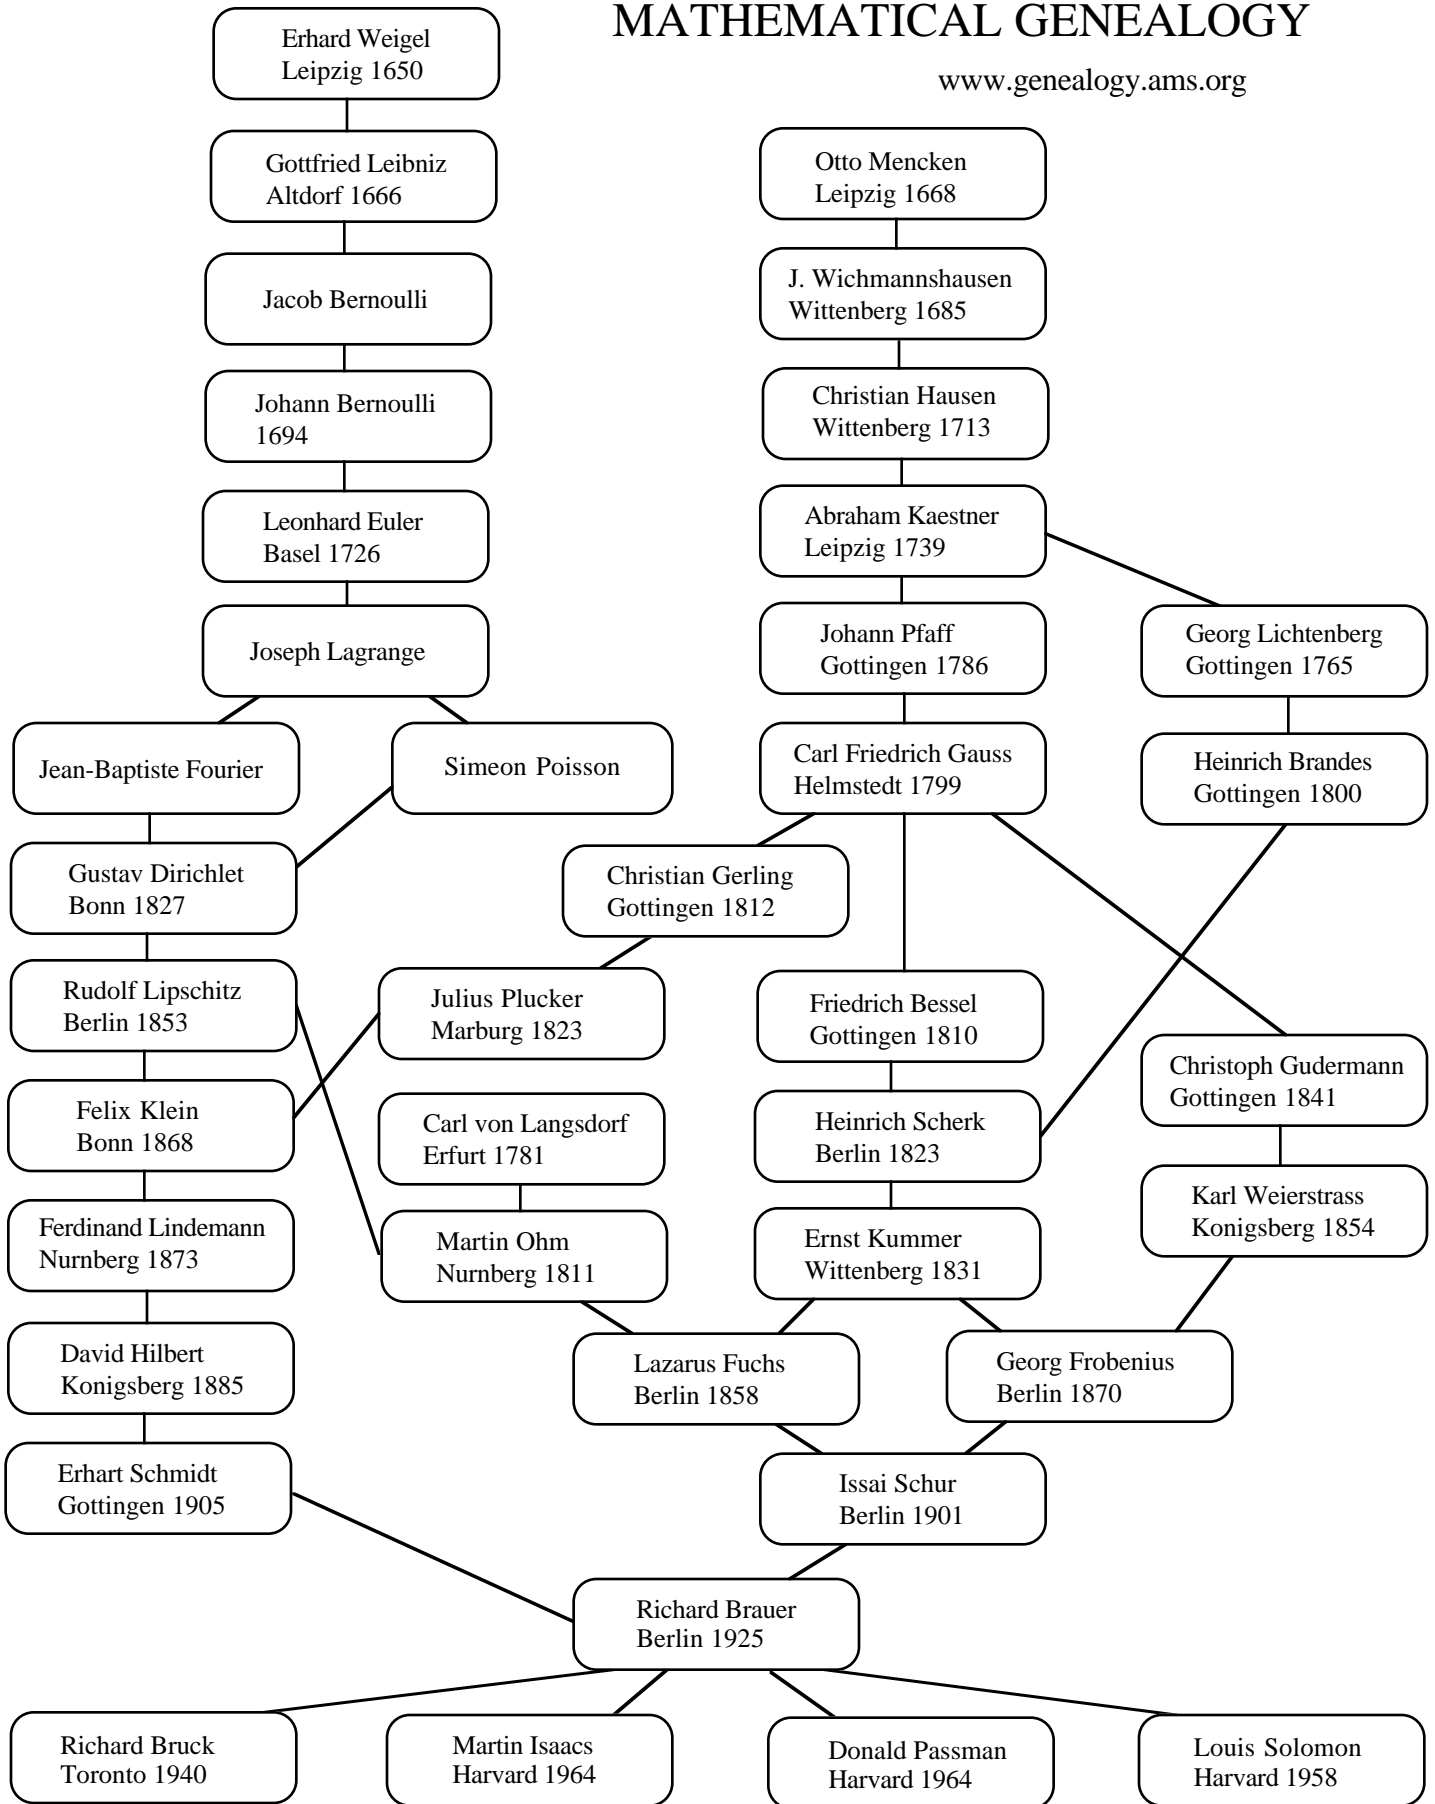 MATHEMATICAL GENEALOGY
www.genealogy.ams.org
Erhard Weigel
Leipzig 1650
Gottfried Leibniz
Altdorf 1666
Jacob Bernoulli
Johann Bernoulli
1694
Leonhard Euler
Basel 1726
Joseph Lagrange
Jean-Baptiste Fourier
Simeon Poisson
Gustav Dirichlet
Bonn 1827
Rudolf Lipschitz
Berlin 1853
Felix Klein
Bonn 1868
Ferdinand Lindemann
Nurnberg 1873
David Hilbert
Konigsberg 1885
Erhart Schmidt
Gottingen 1905
Otto Mencken
Leipzig 1668
J. Wichmannshausen
Wittenberg 1685
Christian Hausen
Wittenberg 1713
Abraham Kaestner
Leipzig 1739
Johann Pfaff
Gottingen 1786
Georg Lichtenberg
Gottingen 1765
Carl Friedrich Gauss
Helmstedt 1799
Heinrich Brandes
Gottingen 1800
Christian Gerling
Gottingen 1812
Julius Plucker
Marburg 1823
Friedrich Bessel
Gottingen 1810
Christoph Gudermann
Gottingen 1841
Carl von Langsdorf
Erfurt 1781
Heinrich Scherk
Berlin 1823
Karl Weierstrass
Konigsberg 1854
Martin Ohm
Nurnberg 1811
Ernst Kummer
Wittenberg 1831
Lazarus Fuchs
Berlin 1858
Georg Frobenius
Berlin 1870
Issai Schur
Berlin 1901
Richard Brauer
Berlin 1925
Richard Bruck
Toronto 1940
Martin Isaacs
Harvard 1964
Donald Passman
Harvard 1964
Louis Solomon
Harvard 1958